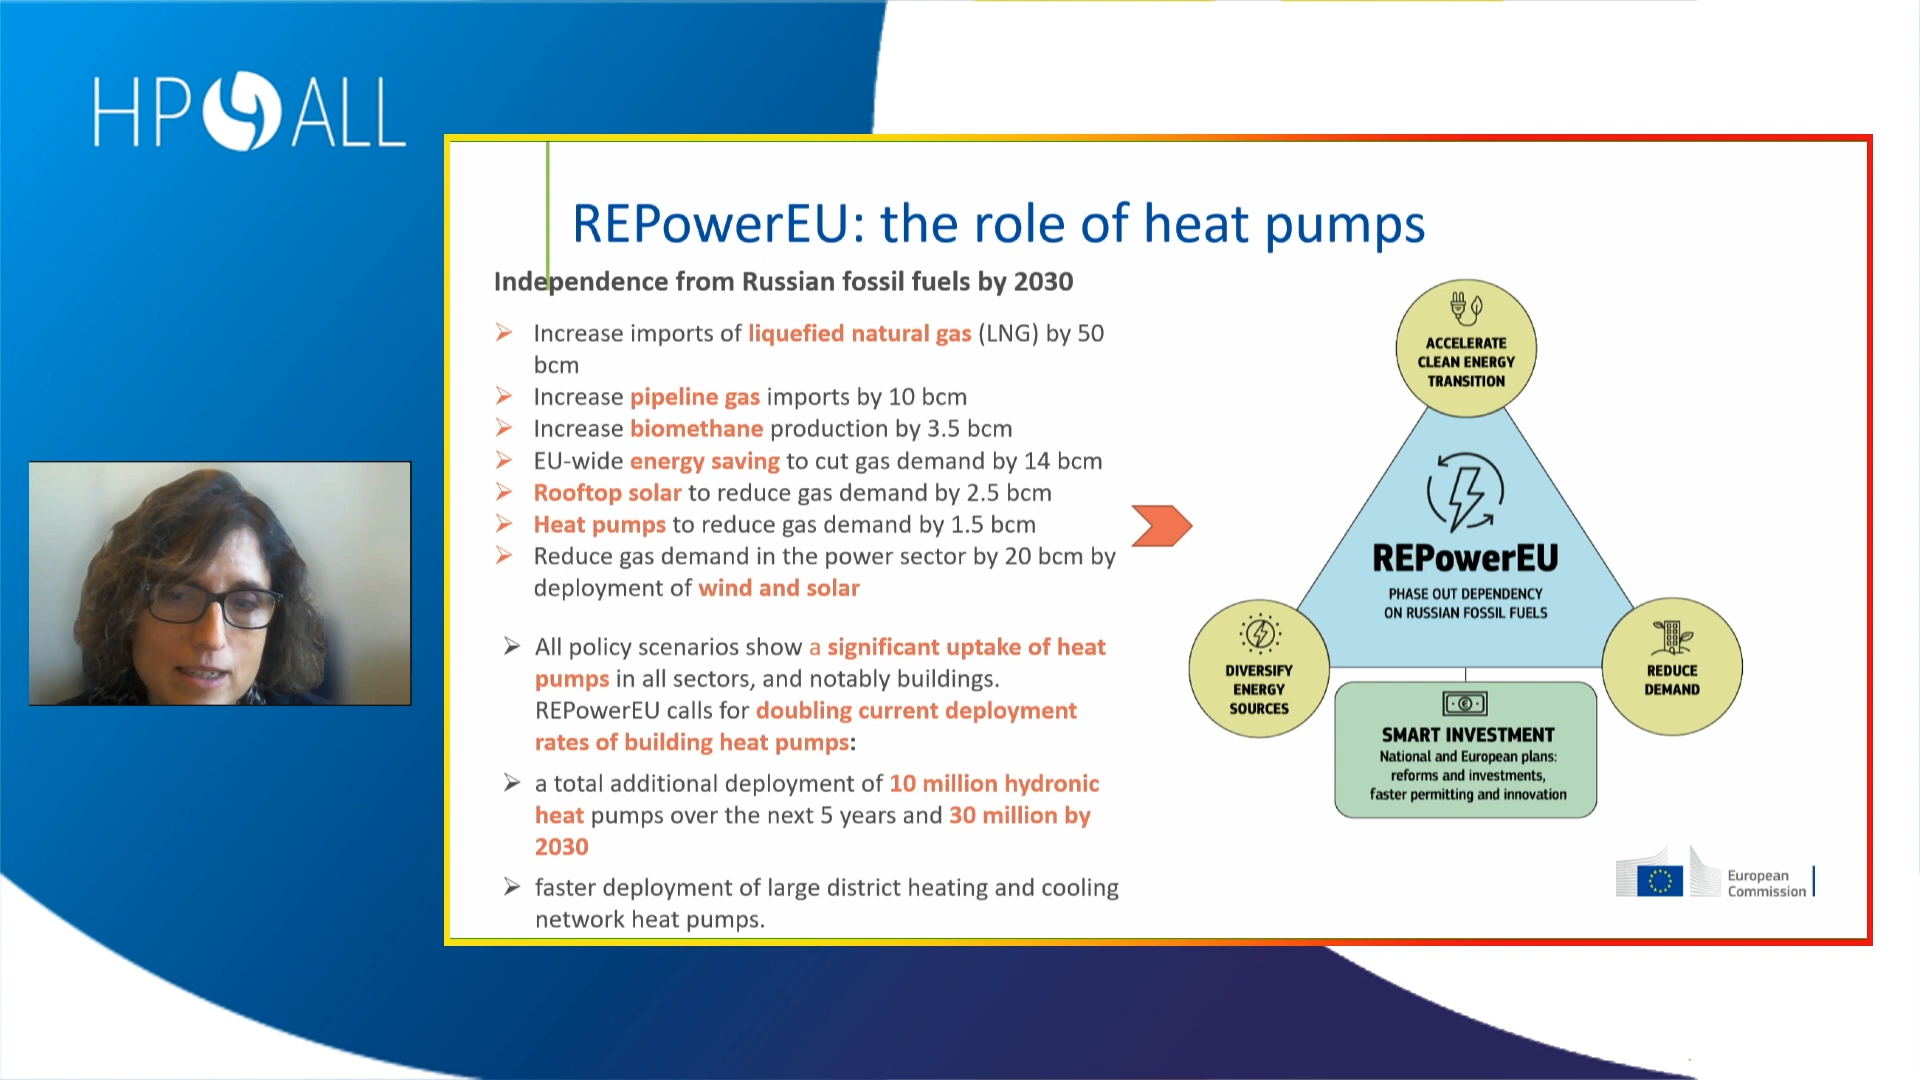 HP4ALL
REPowerEU: the role of heat pumps
Independence from Russian fossil fuels by 2030
Increase imports of liquefied natural gas (LNG) by 50
bcm
Increase pipeline gas imports by 10 bcm
Increase biomethane production by 3.5 bcm
EU-wide energy saving to cut gas demand by 14 bcm
Rooftop solar to reduce gas demand by 2.5 bcm
Heat pumps to reduce gas demand by 1.5 bcm
Reduce gas demand in the power sector by 20 bcm by
deployment of wind and solar
All policy scenarios show a significant uptake of heat
pumps in all sectors, and notably buildings.
REPowerEU calls for doubling current deployment
rates of building heat pumps:
a total additional deployment of 10 million hydronic
heat pumps over the next 5 years and 30 million by
2030
faster deployment of large district heating and cooling
network heat pumps.
ACCELERATE
CLEAN ENERGY
TRANSITION
REPowerEU
PHASE OUT DEPENDENCY
ON RUSSIAN FOSSIL FUELS
DIVERSIFY
ENERGY
SOURCES
REDUCE
DEMAND
SMART INVESTMENT
National and European plans:
reforms and investments,
faster permitting and innovation
European
Commission